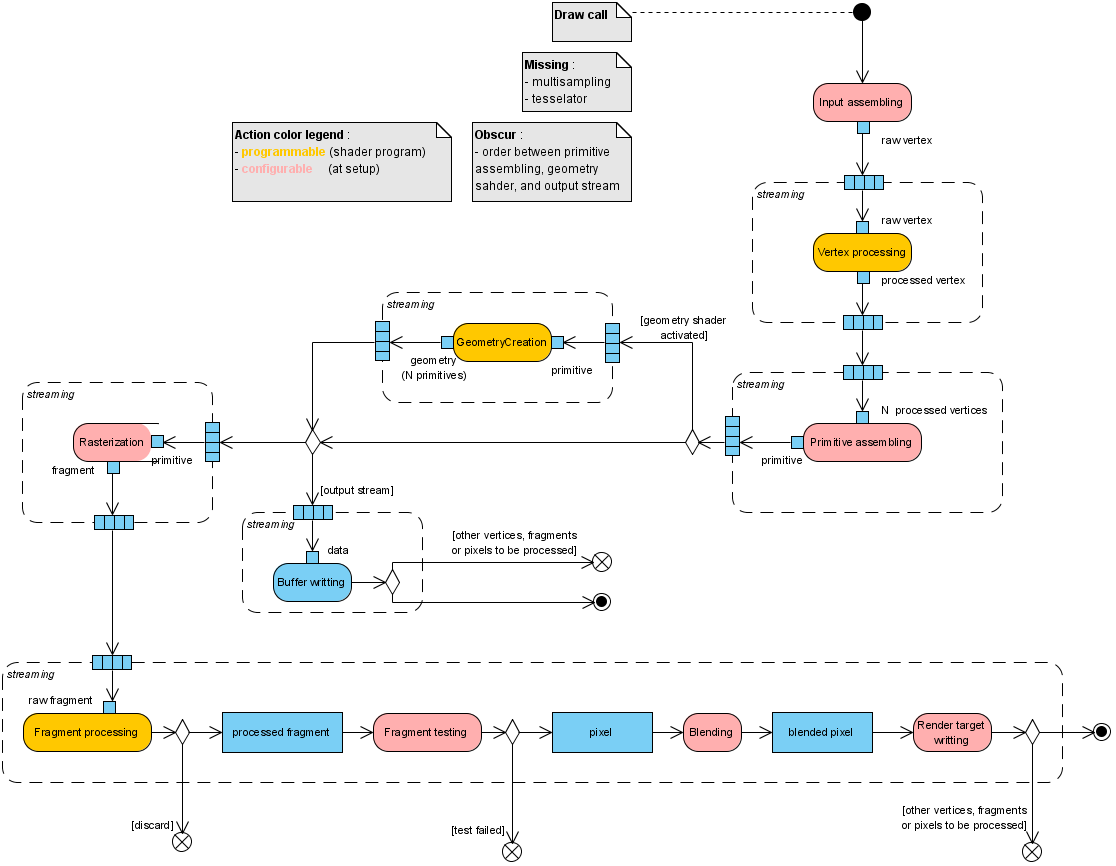 Draw call
Missing :
- multisampling
- tesselator
Action color legend :
- programmable (shader program)
- configurable (at setup)
Obscur :
- order between primitive
assembling, geometry
sahder, and output stream
Input assembling
raw vertex
streaming
raw vertex
Vertex processing
processed vertex
streaming
[geometry shader
activated]
GeometryCreation
geometry
(N primitives)
primitive
streaming
N processed vertices
Primitive assembling
primitive
streaming
Rasterization
primitive
fragment
[output stream]
streaming
data
Buffer writting
[other vertices, fragments
or pixels to be processed]
streaming
raw fragment
Fragment processing
processed fragment
Fragment testing
pixel
Blending
blended pixel
Render target
writting
[discard]
[test failed]
[other vertices, fragments
or pixels to be processed]